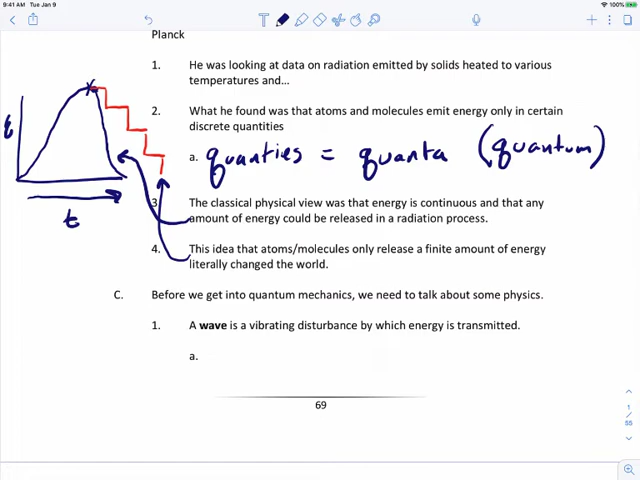 9:41 AM Tue Jan 9
100%
Planck
1. He was looking at data on radiation emitted by solids heated to various
temperatures and…
2. What he found was that atoms and molecules emit energy only in certain
discrete quantities
a. quanties = quanta (quantum)
E
t
3. The classical physical view was that energy is continuous and that any
amount of energy could be released in a radiation process.
4. This idea that atoms/molecules only release a finite amount of energy
literally changed the world.
C. Before we get into quantum mechanics, we need to talk about some physics.
1. A wave is a vibrating disturbance by which energy is transmitted.
a.
69
1
55